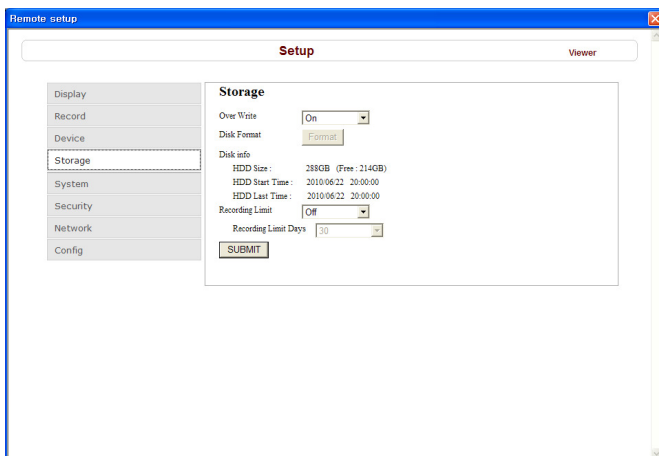 Remote setup
Setup
Viewer
Display
Record
Device
Storage
System
Security
Network
Config
Storage
Over Write On
Disk Format Format
Disk info
HDD Size : 288GB (Free : 214GB)
HDD Start Time : 2010/06/22 20:00:00
HDD Last Time : 2010/06/22 20:00:00
Recording Limit Off
Recording Limit Days 30
SUBMIT